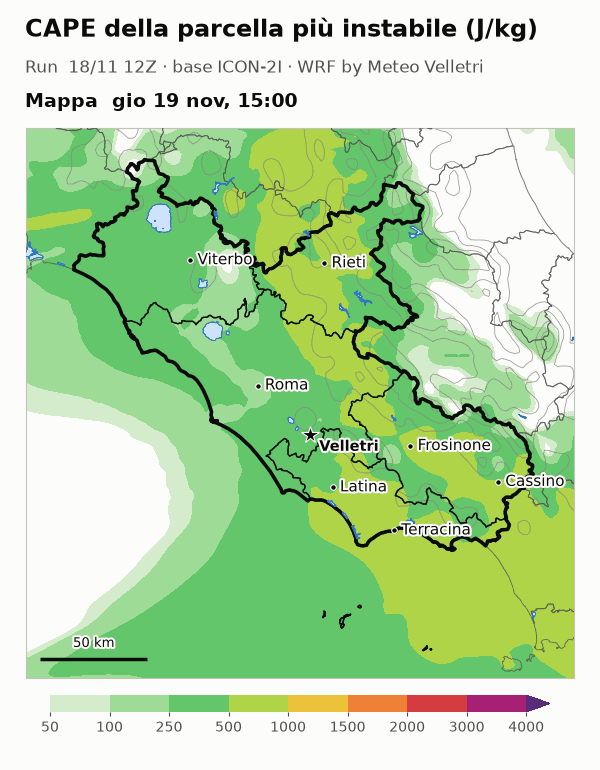 CAPE della parcella più instabile (J/kg)
Run  18/11 12Z · base ICON-2I · WRF by Meteo Velletri
Mappa  gio 19 nov, 15:00
Viterbo
Rieti
Roma
Velletri
Frosinone
Latina
Cassino
Terracina
50 km
50 100 250 500 1000 1500 2000 3000 4000